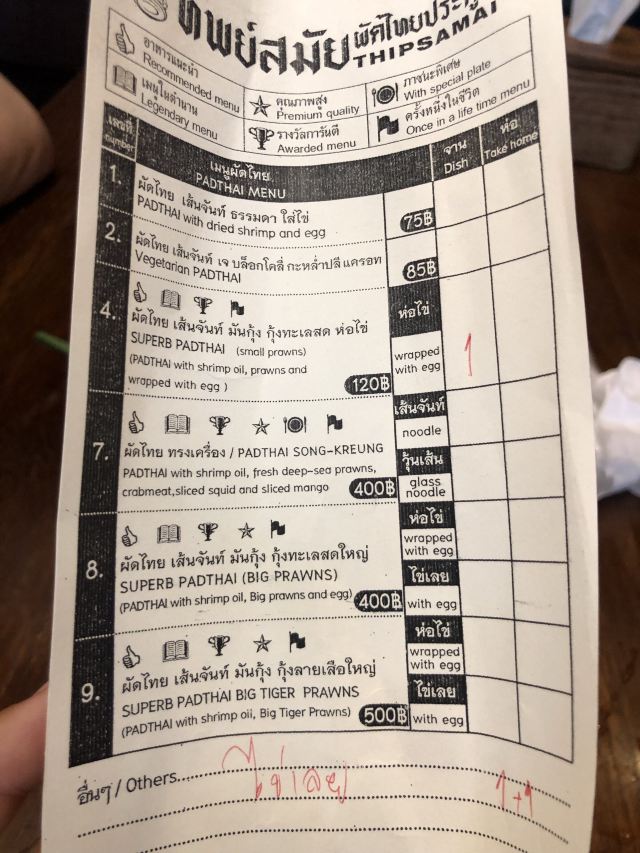 ทิพย์สมัย ผัดไทยประตู
THIPSAMAI
อาหารแนะนำ
Recommended menu
คุณภาพสูง
Premium quality
ภาชนะพิเศษ
With special plate
เมนูในตำนาน
Legendary menu
รางวัลการันตี
Awarded menu
ครั้งหนึ่งในชีวิต
Once in a life time menu
เลขที่
number
เมนูผัดไทย
PADTHAI MENU
จาน
Dish
ห่อ
Take home
1.
ผัดไทย เส้นจันท์ ธรรมดา ใส่ไข่
PADTHAI with dried shrimp and egg
75฿
2.
ผัดไทย เส้นจันท์ เจ บล็อกโคลี่ กะหล่ำปลี แครอท
Vegetarian PADTHAI
85฿
4.
ผัดไทย เส้นจันท์ มันกุ้ง กุ้งทะเลสด ห่อไข่
SUPERB PADTHAI (small prawns)
(PADTHAI with shrimp oil, prawns and
wrapped with egg )
120฿
ห่อไข่
wrapped
with egg
1
7.
ผัดไทย ทรงเครื่อง / PADTHAI SONG-KREUNG
PADTHAI with shrimp oil, fresh deep-sea prawns,
crabmeat,sliced squid and sliced mango
400฿
เส้นจันท์
noodle
วุ้นเส้น
glass
noodle
8.
ผัดไทย เส้นจันท์ มันกุ้ง กุ้งทะเลสดใหญ่
SUPERB PADTHAI (BIG PRAWNS)
(PADTHAI with shrimp oil, Big prawns and egg)
400฿
ห่อไข่
wrapped
with egg
ไข่เลย
with egg
9.
ผัดไทย เส้นจันท์ มันกุ้ง กุ้งลายเสือใหญ่
SUPERB PADTHAI BIG TIGER PRAWNS
(PADTHAI with shrimp oil, Big Tiger Prawns)
500฿
ห่อไข่
wrapped
with egg
ไข่เลย
with egg
อื่นๆ / Others
ไข่เลย
1+1